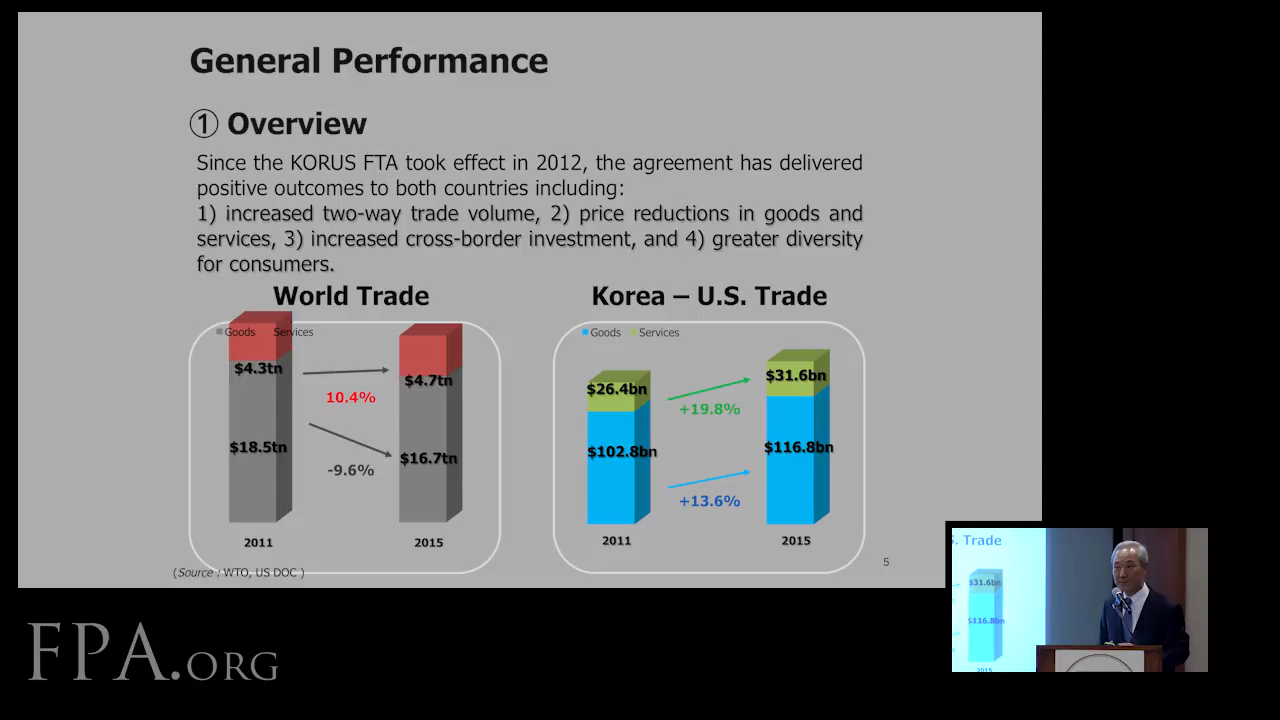 General Performance
① Overview
Since the KORUS FTA took effect in 2012, the agreement has delivered
positive outcomes to both countries including:
1) increased two-way trade volume, 2) price reductions in goods and
services, 3) increased cross-border investment, and 4) greater diversity
for consumers.
World Trade
Goods Services
$4.3tn
$4.7tn
10.4%
$18.5tn
$16.7tn
-9.6%
2011
2015
(Source : WTO, US DOC )
Korea – U.S. Trade
Goods Services
$26.4bn
$31.6bn
+19.8%
$102.8bn
$116.8bn
+13.6%
2011
2015
5
S. Trade
$31.6bn
$116.8bn
2015
FPA.ORG